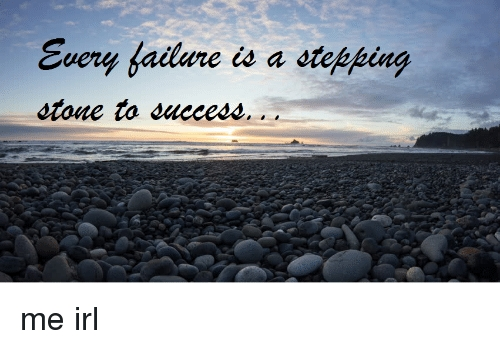 Every failure is a stepping
stone to success...
me irl